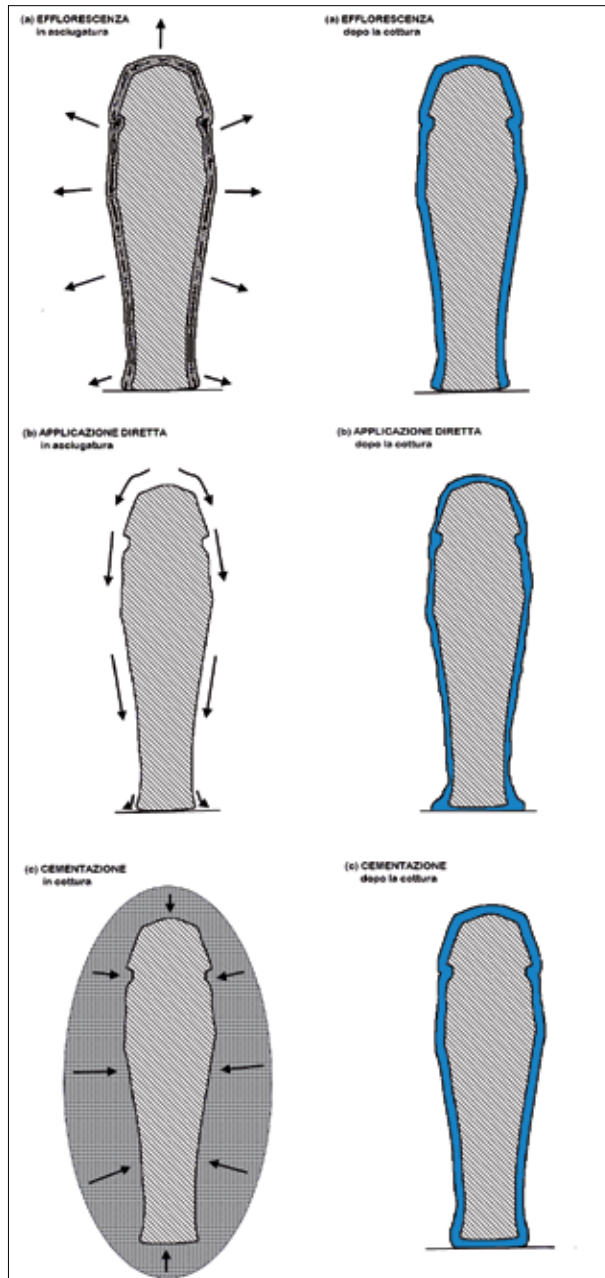 (a) EFFLORESCENZA
in asciugatura
(a) EFFLORESCENZA
dopo la cottura
(b) APPLICAZIONE DIRETTA
in asciugatura
(b) APPLICAZIONE DIRETTA
dopo la cottura
(c) CEMENTAZIONE
in cottura
(c) CEMENTAZIONE
dopo la cottura